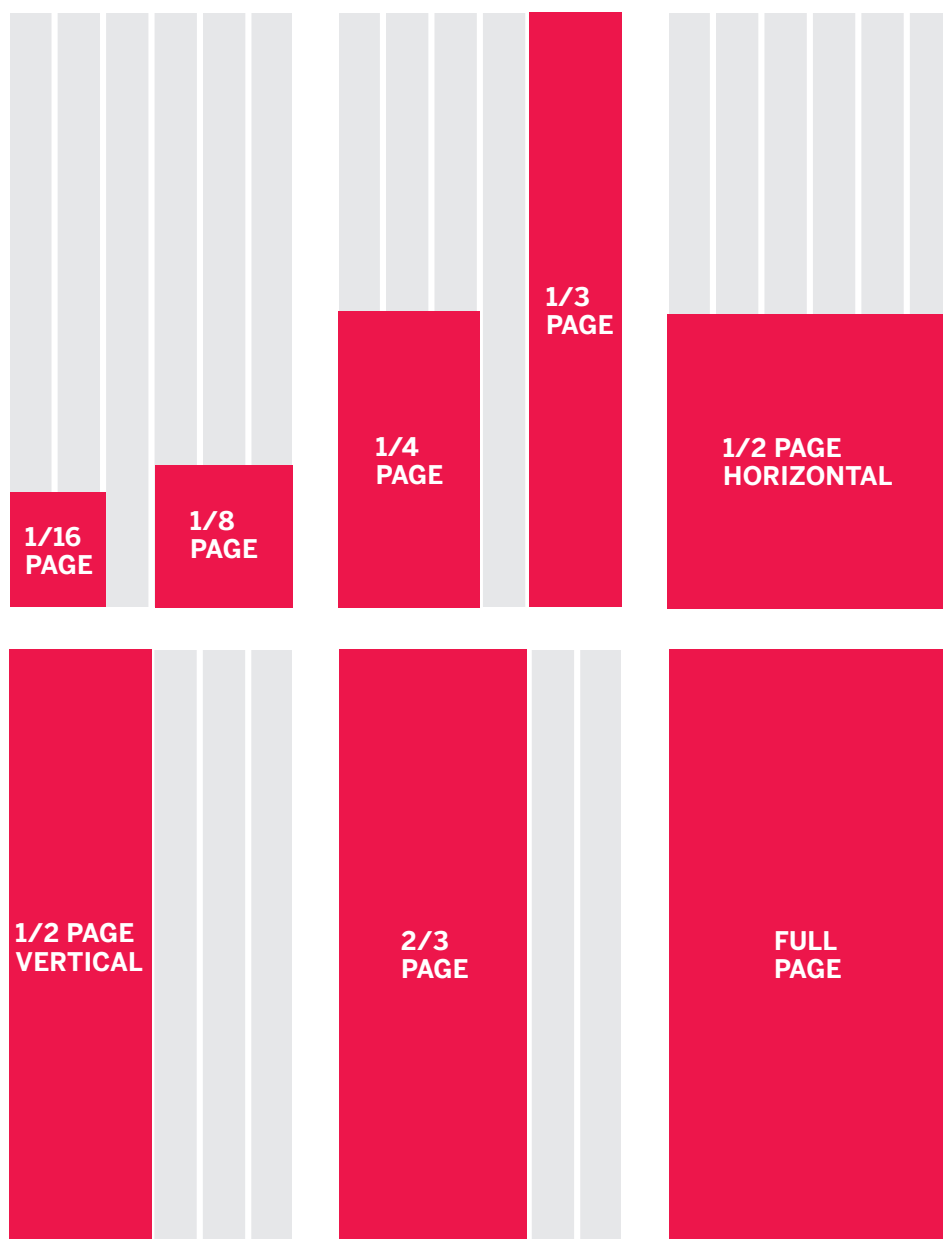 1/16
PAGE
1/8
PAGE
1/4
PAGE
1/3
PAGE
1/2 PAGE
HORIZONTAL
1/2 PAGE
VERTICAL
2/3
PAGE
FULL
PAGE